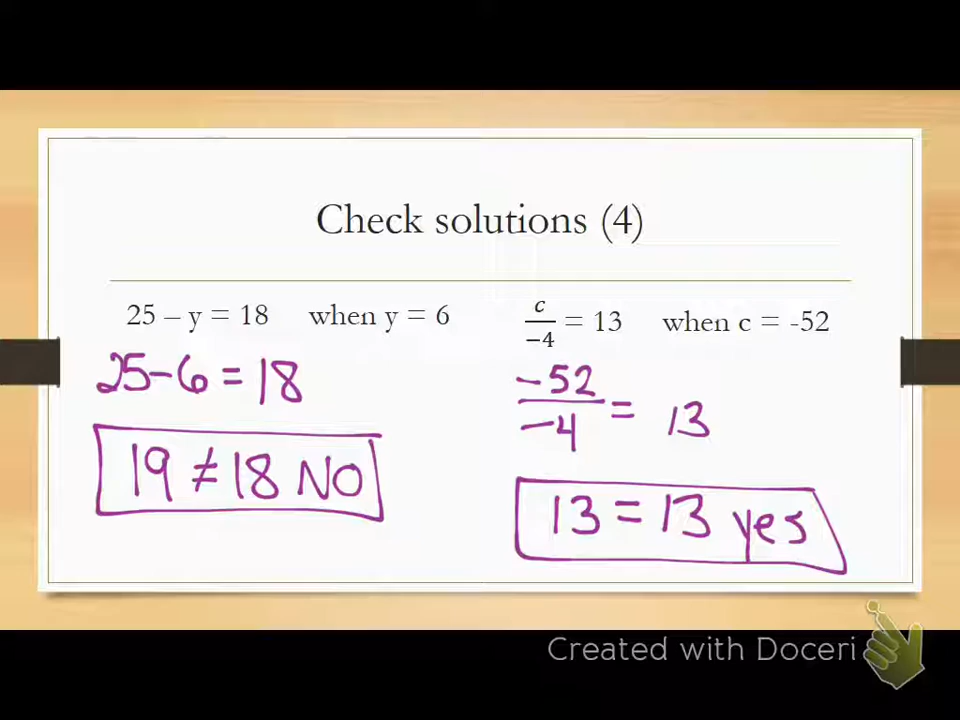 Check solutions (4)
25 – y = 18 when y = 6
25-6 = 18
19 ≠ 18 NO
c/−4 = 13 when c = -52
-52/-4 = 13
13 = 13 yes
Created with Doceri